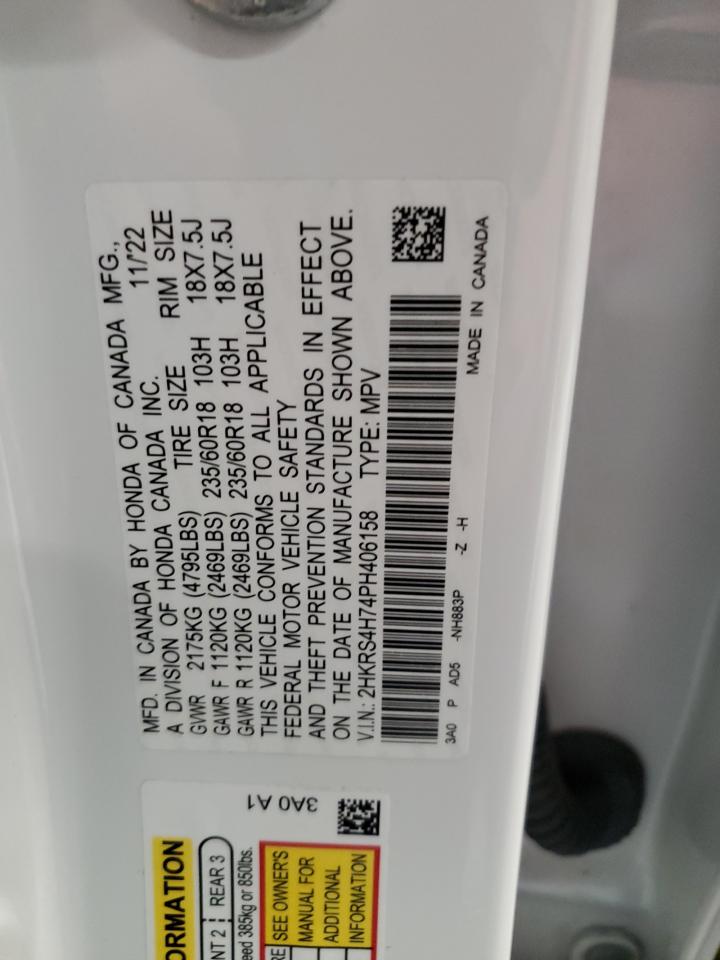 MFD. IN CANADA BY HONDA OF CANADA MFG.,
A DIVISION OF HONDA CANADA INC. 11/'22
TIRE SIZE RIM SIZE
GVWR 2175KG (4795LBS)
GAWR F 1120KG (2469LBS) 235/60R18 103H 18X7.5J
GAWR R 1120KG (2469LBS) 235/60R18 103H 18X7.5J
THIS VEHICLE CONFORMS TO ALL APPLICABLE
FEDERAL MOTOR VEHICLE SAFETY
AND THEFT PREVENTION STANDARDS IN EFFECT
ON THE DATE OF MANUFACTURE SHOWN ABOVE.
V.I.N.: 2HKRS4H74PH406158 TYPE: MPV
3A0 P AD5 -NH883P -Z -H
MADE IN CANADA
3A0 A1
ORMATION
NT 2 REAR 3
eed 385kg or 850lbs.
RE SEE OWNER'S
MANUAL FOR
ADDITIONAL
INFORMATION